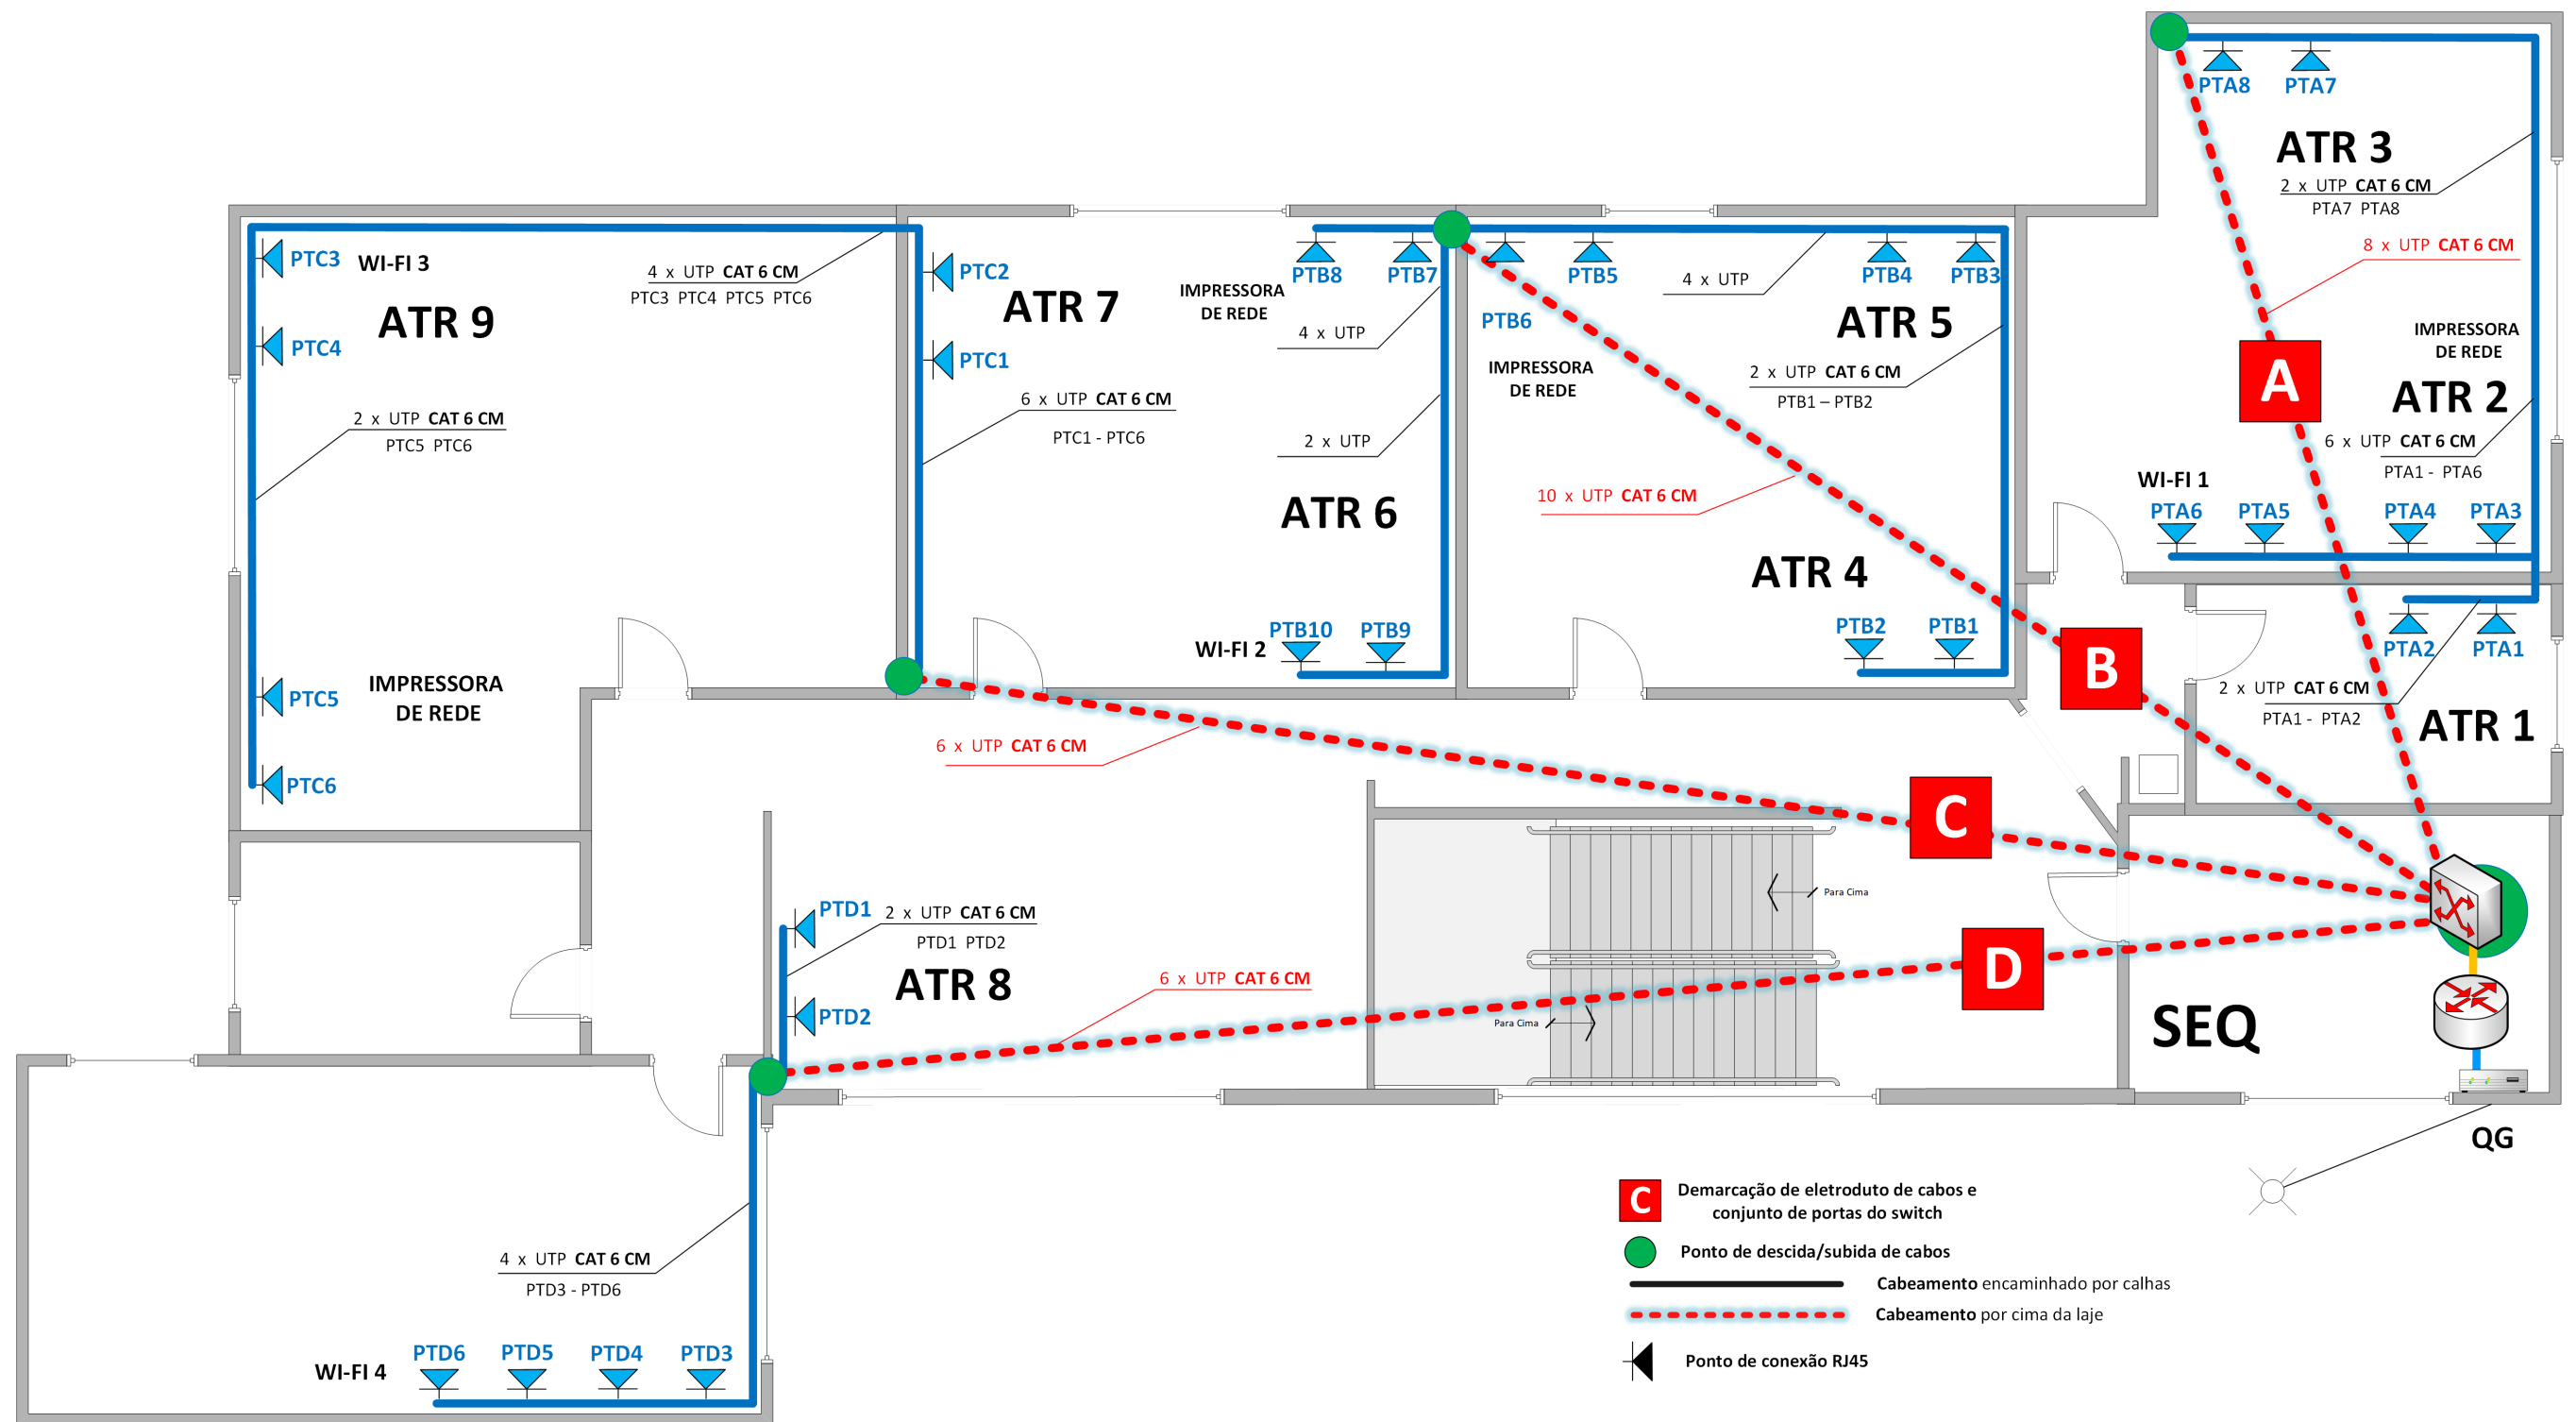 PTA8
PTA7
ATR 3
2 x UTP CAT 6 CM
PTA7 PTA8
8 x UTP CAT 6 CM
IMPRESSORA
DE REDE
A
ATR 2
6 x UTP CAT 6 CM
PTA1 - PTA6
WI-FI 1
PTA6
PTA5
PTA4
PTA3
PTC3
WI-FI 3
4 x UTP CAT 6 CM
PTC3 PTC4 PTC5 PTC6
ATR 9
PTC4
2 x UTP CAT 6 CM
PTC5 PTC6
PTC5
IMPRESSORA
DE REDE
PTC6
PTC2
ATR 7
PTC1
6 x UTP CAT 6 CM
PTC1 - PTC6
IMPRESSORA
DE REDE
PTB8
PTB7
4 x UTP
2 x UTP
ATR 6
WI-FI 2
PTB10
PTB9
PTB5
PTB4
PTB3
4 x UTP
PTB6
ATR 5
IMPRESSORA
DE REDE
2 x UTP CAT 6 CM
PTB1 – PTB2
10 x UTP CAT 6 CM
ATR 4
PTB2
PTB1
B
PTA2
PTA1
2 x UTP CAT 6 CM
PTA1 - PTA2
ATR 1
6 x UTP CAT 6 CM
C
Para Cima
PTD1
2 x UTP CAT 6 CM
PTD1 PTD2
ATR 8
PTD2
6 x UTP CAT 6 CM
D
Para Cima
SEQ
QG
4 x UTP CAT 6 CM
PTD3 - PTD6
WI-FI 4
PTD6
PTD5
PTD4
PTD3
C
Demarcação de eletroduto de cabos e
conjunto de portas do switch
Ponto de descida/subida de cabos
Cabeamento encaminhado por calhas
Cabeamento por cima da laje
Ponto de conexão RJ45